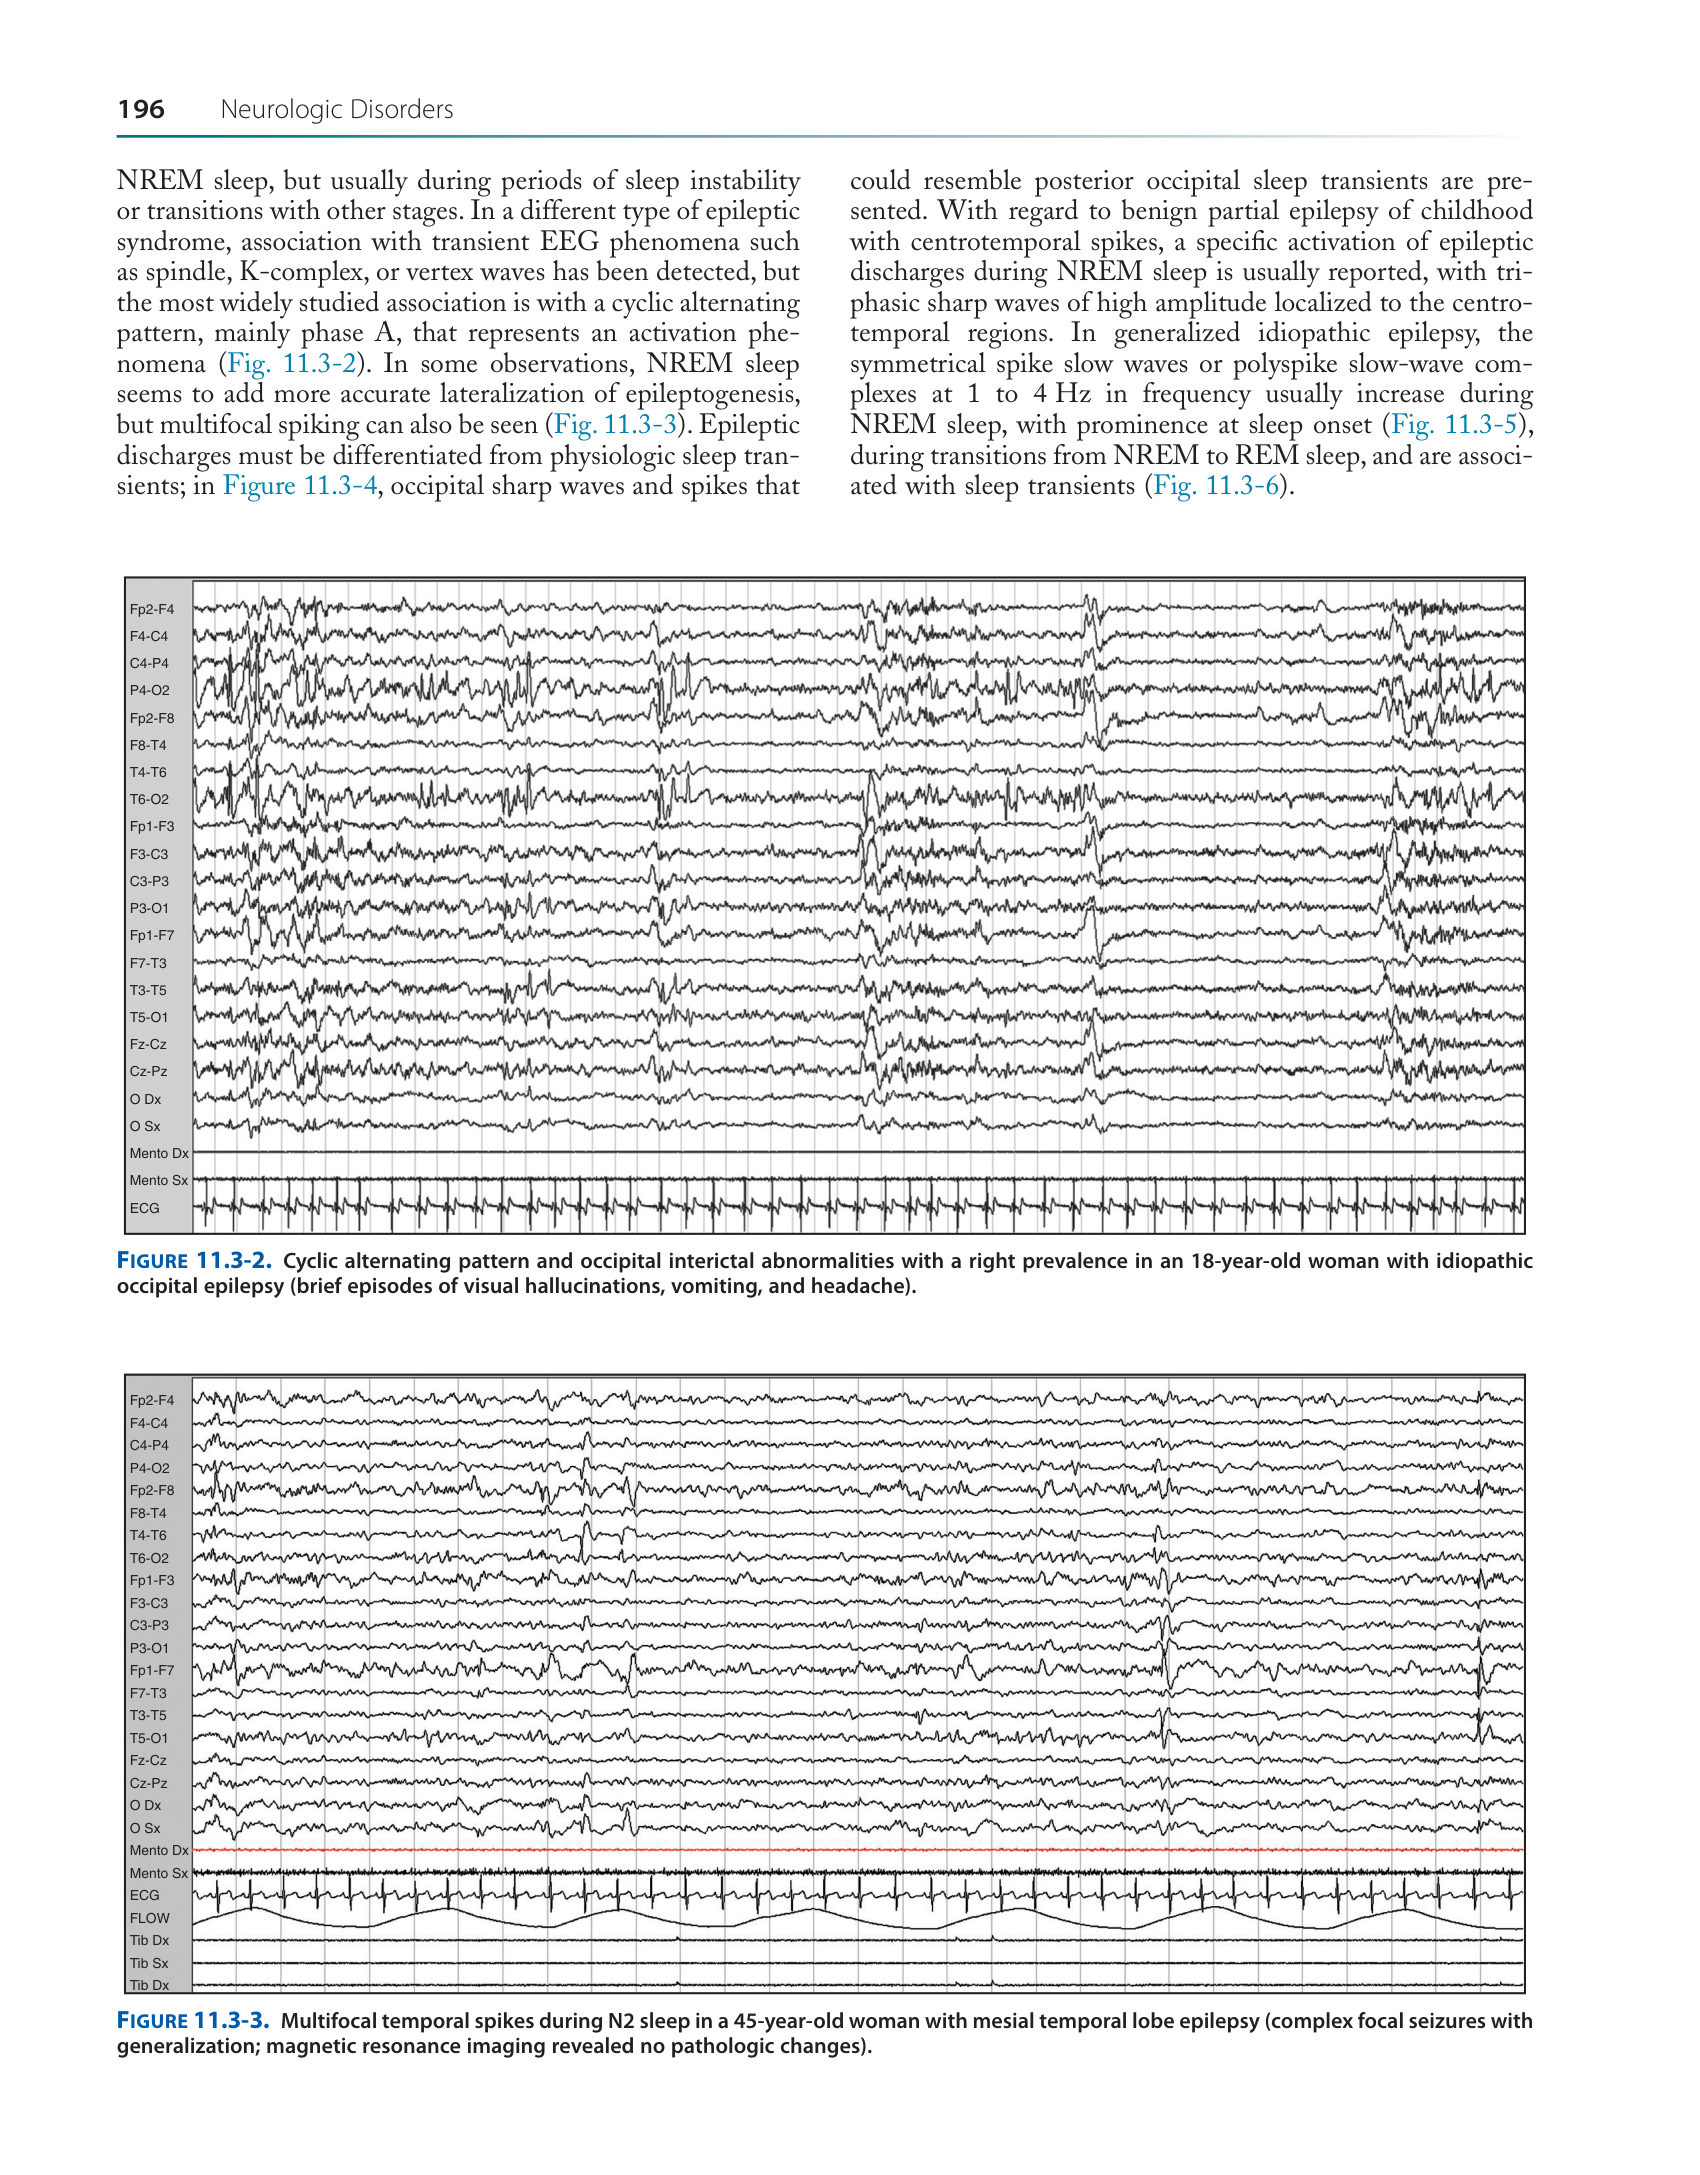 196 Neurologic Disorders
NREM sleep, but usually during periods of sleep instability
or transitions with other stages. In a different type of epileptic
syndrome, association with transient EEG phenomena such
as spindle, K-complex, or vertex waves has been detected, but
the most widely studied association is with a cyclic alternating
pattern, mainly phase A, that represents an activation phe-
nomena (Fig. 11.3-2). In some observations, NREM sleep
seems to add more accurate lateralization of epileptogenesis,
but multifocal spiking can also be seen (Fig. 11.3-3). Epileptic
discharges must be differentiated from physiologic sleep tran-
sients; in Figure 11.3-4, occipital sharp waves and spikes that
could resemble posterior occipital sleep transients are pre-
sented. With regard to benign partial epilepsy of childhood
with centrotemporal spikes, a specific activation of epileptic
discharges during NREM sleep is usually reported, with tri-
phasic sharp waves of high amplitude localized to the centro-
temporal regions. In generalized idiopathic epilepsy, the
symmetrical spike slow waves or polyspike slow-wave com-
plexes at 1 to 4 Hz in frequency usually increase during
NREM sleep, with prominence at sleep onset (Fig. 11.3-5),
during transitions from NREM to REM sleep, and are associ-
ated with sleep transients (Fig. 11.3-6).
Fp2-F4
F4-C4
C4-P4
P4-O2
Fp2-F8
F8-T4
T4-T6
T6-O2
Fp1-F3
F3-C3
C3-P3
P3-O1
Fp1-F7
F7-T3
T3-T5
T5-O1
Fz-Cz
Cz-Pz
O Dx
O Sx
Mento Dx
Mento Sx
ECG
FIGURE 11.3-2. Cyclic alternating pattern and occipital interictal abnormalities with a right prevalence in an 18-year-old woman with idiopathic
occipital epilepsy (brief episodes of visual hallucinations, vomiting, and headache).
Fp2-F4
F4-C4
C4-P4
P4-O2
Fp2-F8
F8-T4
T4-T6
T6-O2
Fp1-F3
F3-C3
C3-P3
P3-O1
Fp1-F7
F7-T3
T3-T5
T5-O1
Fz-Cz
Cz-Pz
O Dx
O Sx
Mento Dx
Mento Sx
ECG
FLOW
Tib Dx
Tib Sx
Tib Dx
FIGURE 11.3-3. Multifocal temporal spikes during N2 sleep in a 45-year-old woman with mesial temporal lobe epilepsy (complex focal seizures with
generalization; magnetic resonance imaging revealed no pathologic changes).